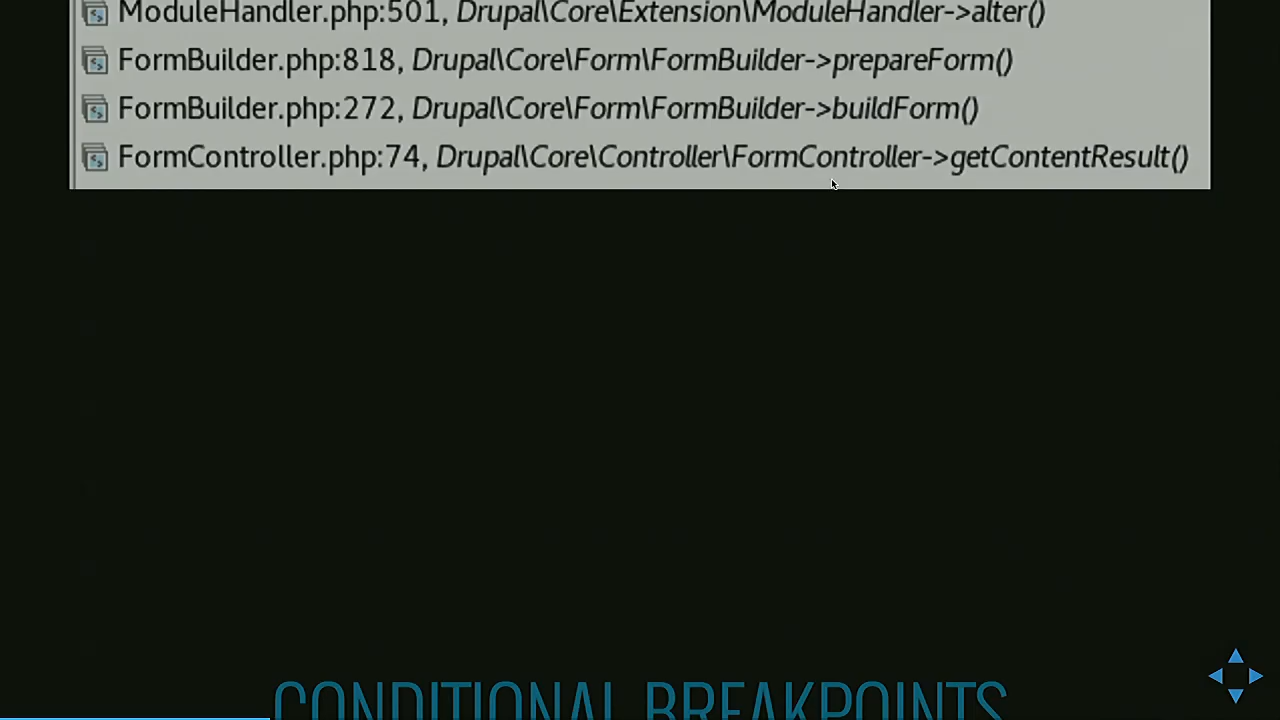 ModuleHandler.php:501, Drupal\Core\Extension\ModuleHandler->alter()
FormBuilder.php:818, Drupal\Core\Form\FormBuilder->prepareForm()
FormBuilder.php:272, Drupal\Core\Form\FormBuilder->buildForm()
FormController.php:74, Drupal\Core\Controller\FormController->getContentResult()
CONDITIONAL BREAKPOINTS